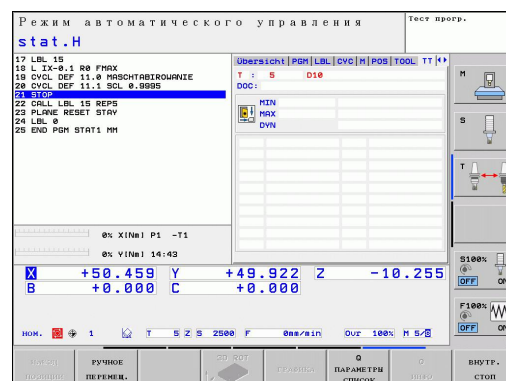 Режим автоматического управления
Тест прогр.
stat.H
17 LBL 15
18 L IX-0.1 R0 FMAX
19 CYCL DEF 11.0 MASCHTABIROWANIE
20 CYCL DEF 11.1 SCL 0.9995
21 STOP
22 CALL LBL 15 REP5
23 PLANE RESET STAY
24 LBL 0
25 END PGM STAT1 MM
Übersicht PGM LBL CYC M POS TOOL TT
T : 5 D10
DOC:
MIN
MAX
DYN
0% X[Nm] P1 -T1
0% Y[Nm] 14:43
X +50.459 Y +49.922 Z -10.255
B +0.000 C +0.000
НОМ. 1 T 5 Z S 2500 F 0mm/min Our 100% M 5/8
M
S
T
S100%
OFF ON
F100%
OFF ON
РУЧНОЕ ПЕРЕМЕЩ.
3D ROT
ПРАВИЛА
Q ПАРАМЕТРЫ СПИСОК
ВНУТР. СТОП